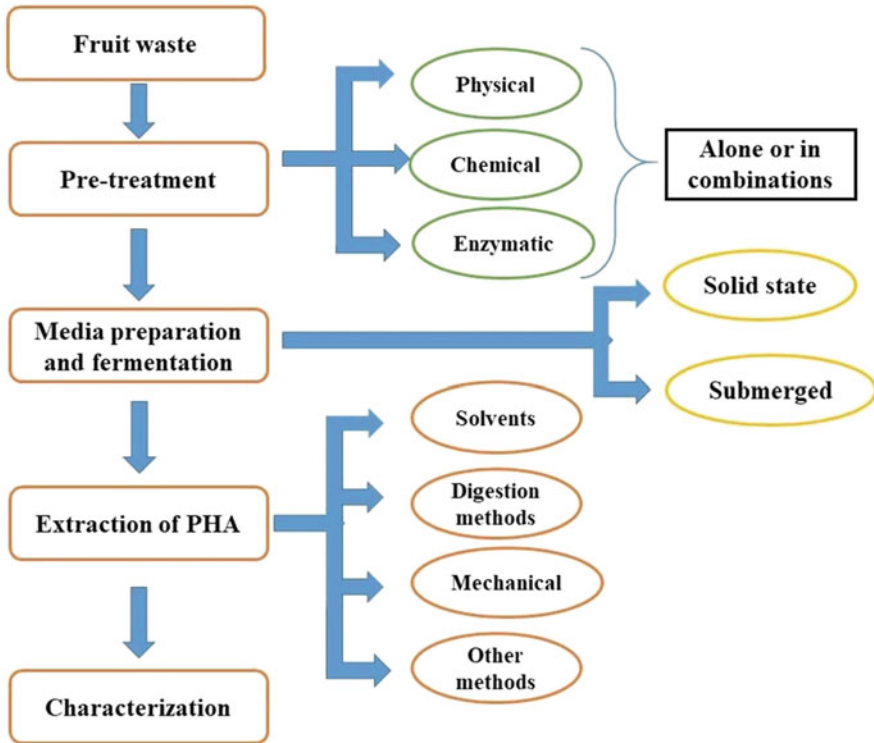 Fruit waste
Pre-treatment
Physical
Chemical
Enzymatic
Alone or in
combinations
Media preparation
and fermentation
Solid state
Submerged
Extraction of PHA
Solvents
Digestion
methods
Mechanical
Other
methods
Characterization